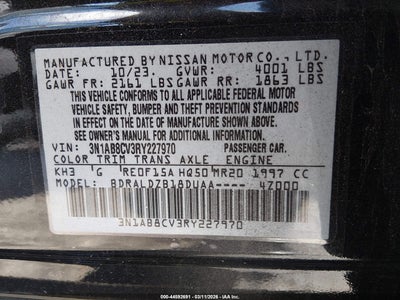 MANUFACTURED BY NISSAN MOTOR CO., LTD.
DATE: 10/23. GVWR: 4001 LBS
GAWR FR: 2161 LBS GAWR RR: 1863 LBS
THIS VEHICLE CONFORMS TO ALL APPLICABLE FEDERAL MOTOR
VEHICLE SAFETY, BUMPER AND THEFT PREVENTION STANDARDS
IN EFFECT ON THE DATE OF MANUFACTURE SHOWN ABOVE.
SEE OWNER'S MANUAL FOR ADDITIONAL INFORMATION.
VIN: 3N1AB8CV3RY227970 PASSENGER CAR.
COLOR TRIM TRANS AXLE ENGINE
KH3 G RE0F15A HQ50 MR20 1997 CC
MODEL: BDRALDZB18DUAA---- 47000
3N1AB8CV3RY227970
000-44592691 - 03/11/2026 - IAA Inc.